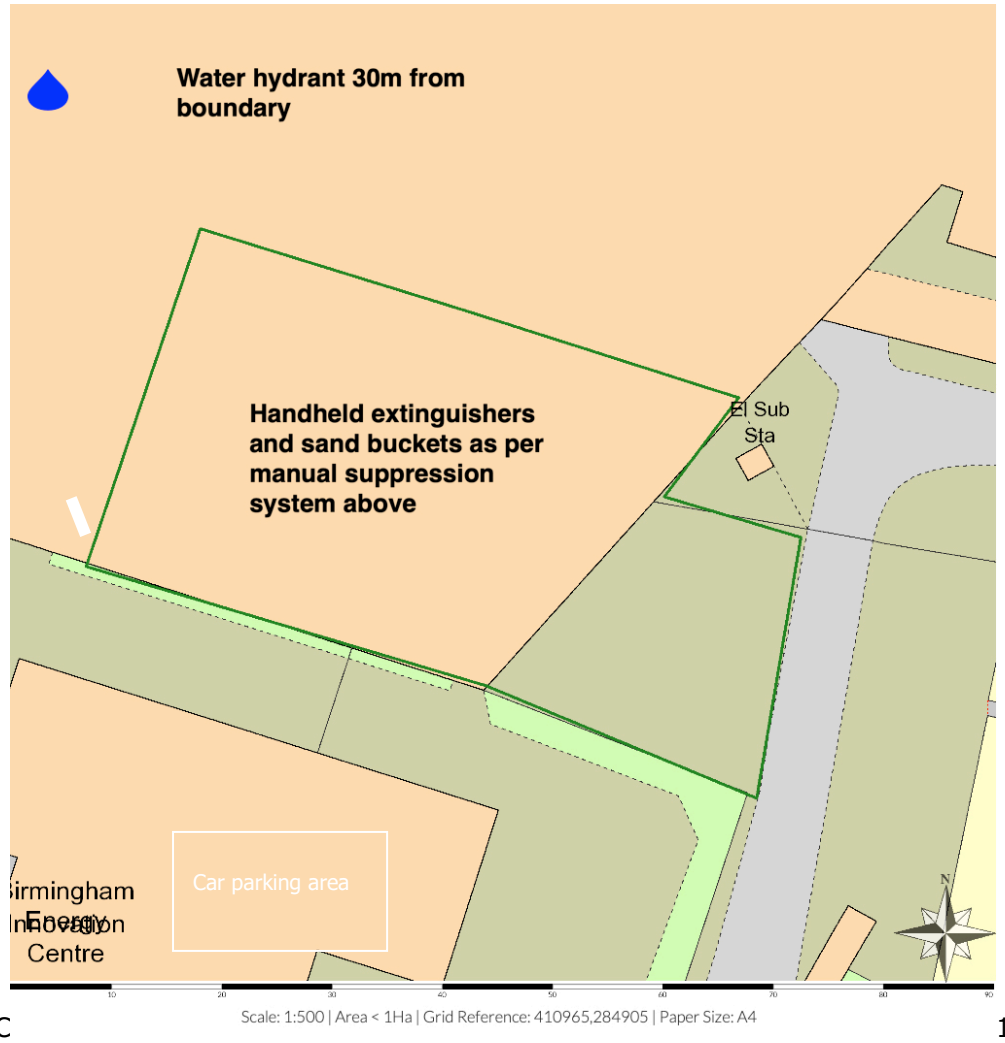 Water hydrant 30m from
boundary
El Sub
Sta
Handheld extinguishers
and sand buckets as per
manual suppression
system above
Car parking area
Birmingham
Energy
Innovation
Centre
N
10 20 30 40 50 60 70 80 90
Scale: 1:500 | Area < 1Ha | Grid Reference: 410965,284905 | Paper Size: A4
C
1